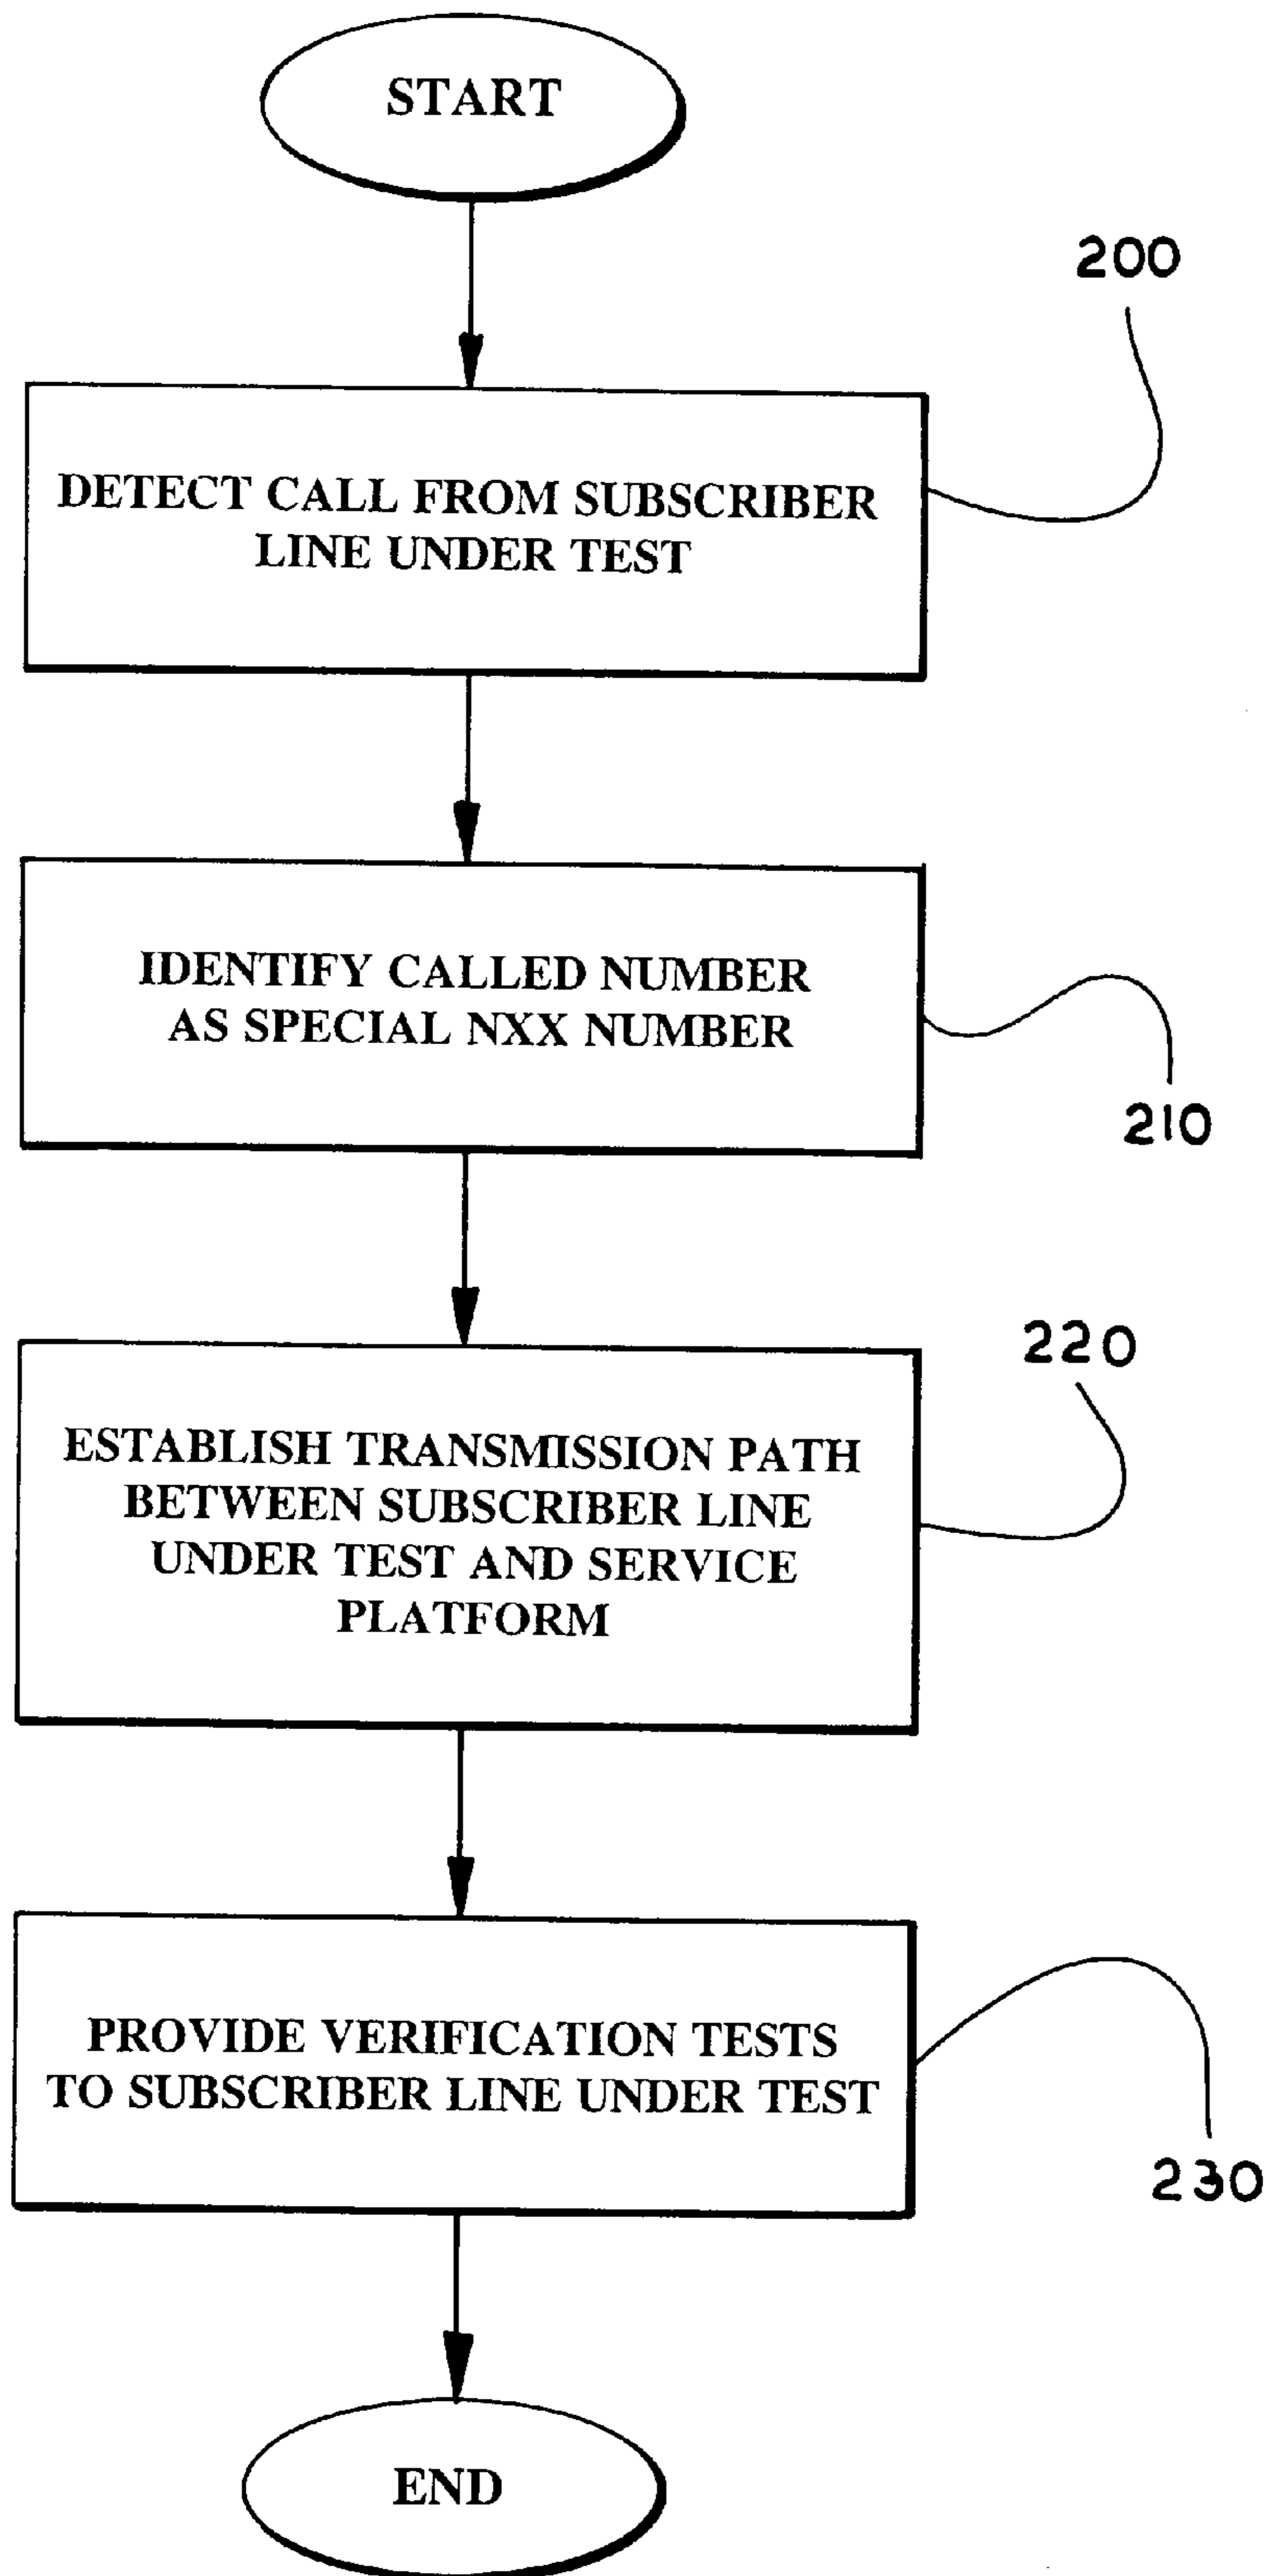 START
200
DETECT CALL FROM SUBSCRIBER
LINE UNDER TEST
IDENTIFY CALLED NUMBER
AS SPECIAL NXX NUMBER
210
220
ESTABLISH TRANSMISSION PATH
BETWEEN SUBSCRIBER LINE
UNDER TEST AND SERVICE
PLATFORM
PROVIDE VERIFICATION TESTS
TO SUBSCRIBER LINE UNDER TEST
230
END